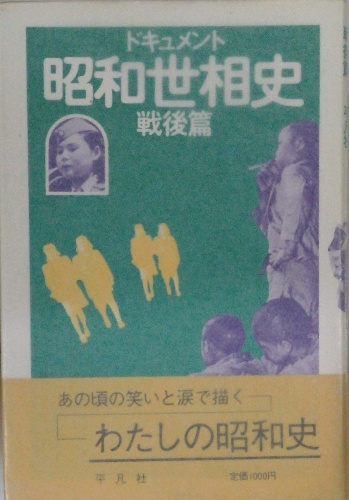 ドキュメント
昭和世相史
戦後篇
あの頃の笑いと涙で描く
わたしの昭和史
平凡社
定価1000円